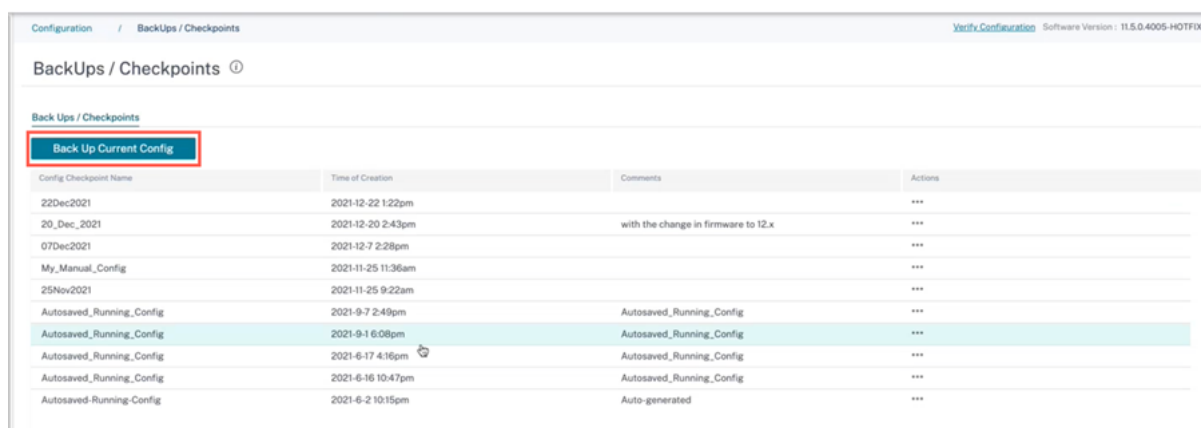 Configuration / BackUps / Checkpoints Verify Configuration Software Version : 11.5.0.4005-HOTFIX
BackUps / Checkpoints
Back Ups / Checkpoints
Back Up Current Config
Config Checkpoint Name Time of Creation Comments Actions
22Dec2021 2021-12-22 1:22pm ***
20_Dec_2021 2021-12-20 2:43pm with the change in firmware to 12.x ***
07Dec2021 2021-12-7 2:28pm ***
My_Manual_Config 2021-11-25 11:36am ***
25Nov2021 2021-11-25 9:22am ***
Autosaved_Running_Config 2021-9-7 2:49pm Autosaved_Running_Config ***
Autosaved_Running_Config 2021-9-1 6:08pm Autosaved_Running_Config ***
Autosaved_Running_Config 2021-6-17 4:16pm Autosaved_Running_Config ***
Autosaved_Running_Config 2021-6-16 10:47pm Autosaved_Running_Config ***
Autosaved-Running-Config 2021-6-2 10:15pm Auto-generated ***